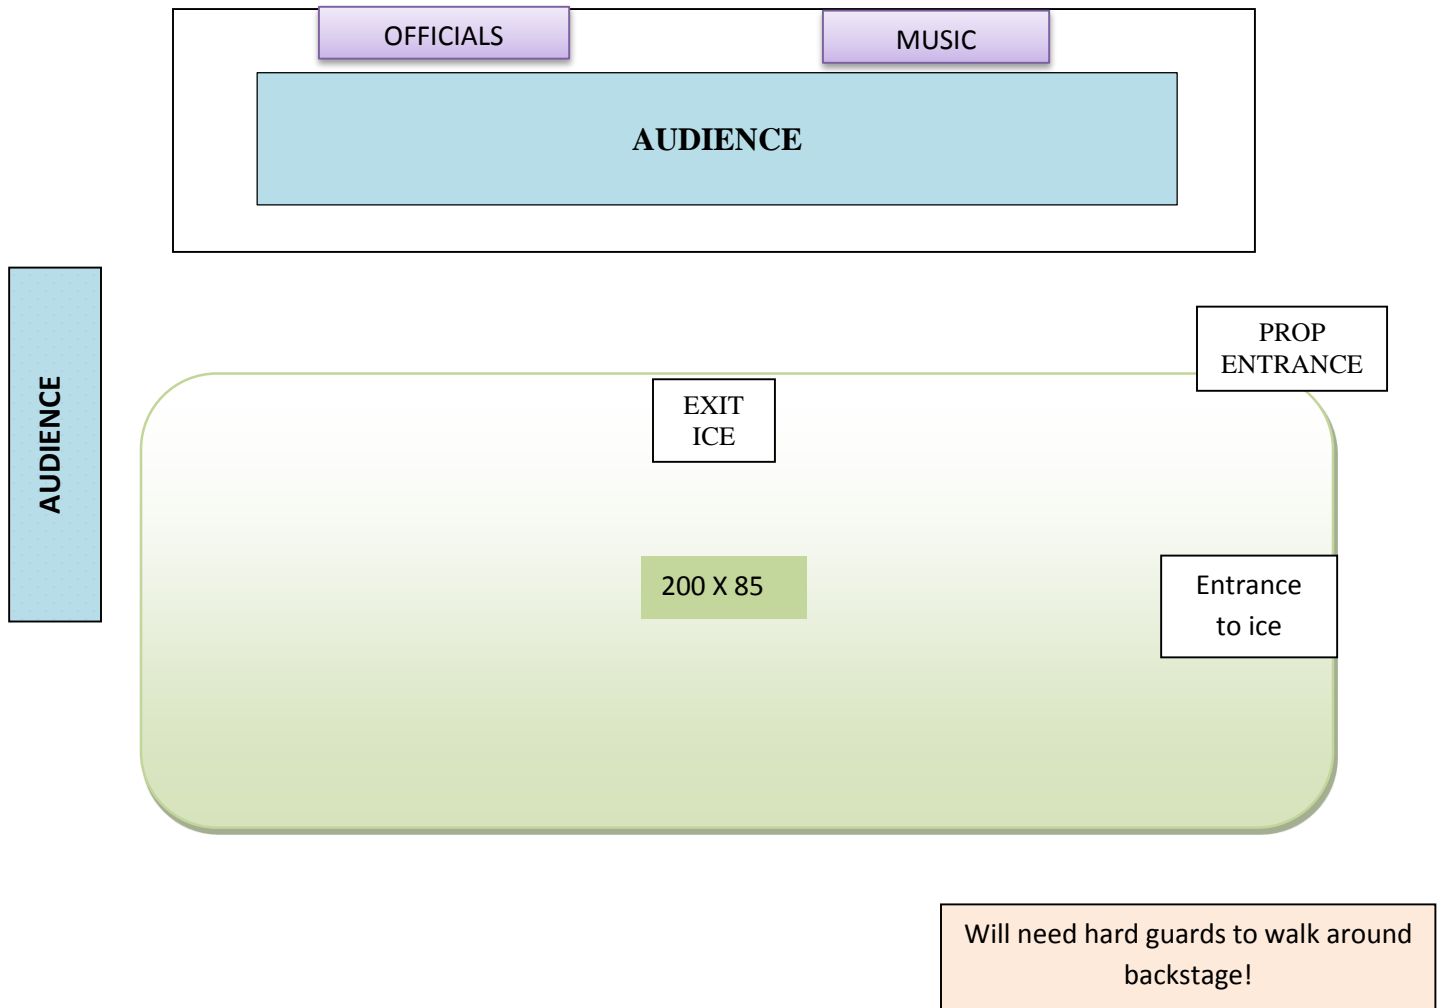 OFFICIALS
MUSIC
AUDIENCE
AUDIENCE
PROP
ENTRANCE
EXIT
ICE
200 X 85
Entrance
to ice
Will need hard guards to walk around
backstage!